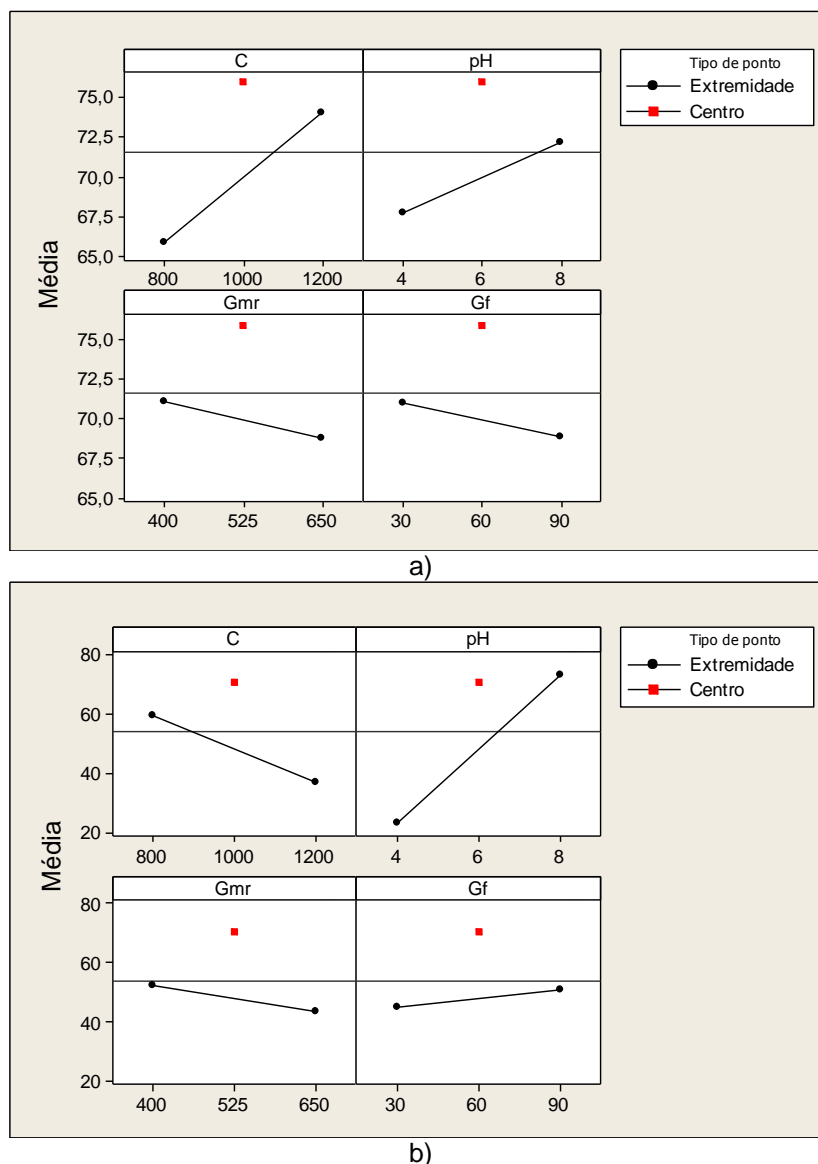 C pH
Tipo de ponto
Extremidade
Centro
Média
75,0
72,5
70,0
67,5
65,0
800 1000 1200 4 6 8
Gmr Gf
75,0
72,5
70,0
67,5
65,0
400 525 650 30 60 90
a)
C pH
Tipo de ponto
Extremidade
Centro
Média
80
60
40
20
800 1000 1200 4 6 8
Gmr Gf
80
60
40
20
400 525 650 30 60 90
b)